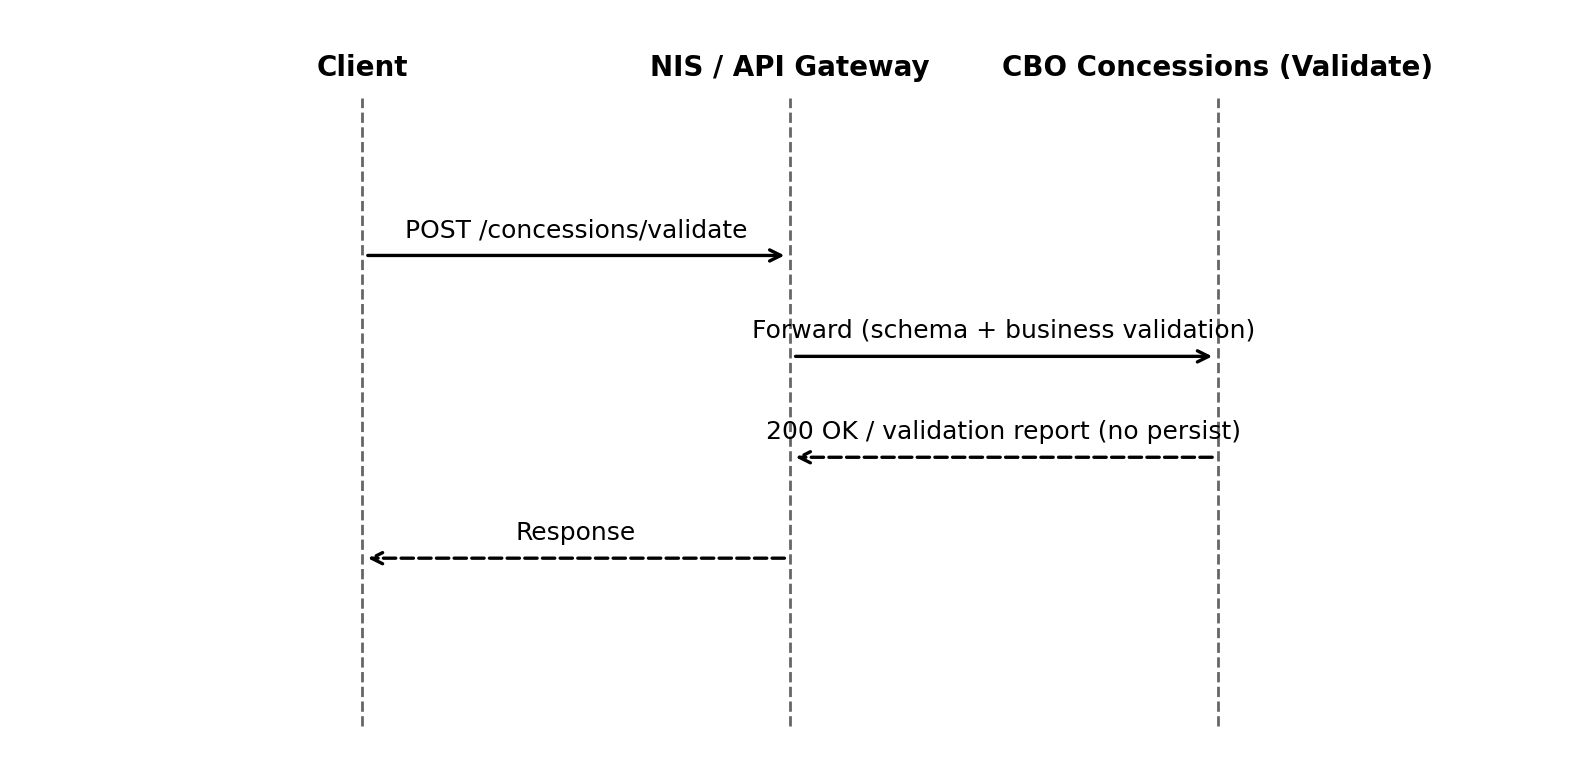 Client
NIS / API Gateway
CBO Concessions (Validate)
POST /concessions/validate
Forward (schema + business validation)
200 OK / validation report (no persist)
Response